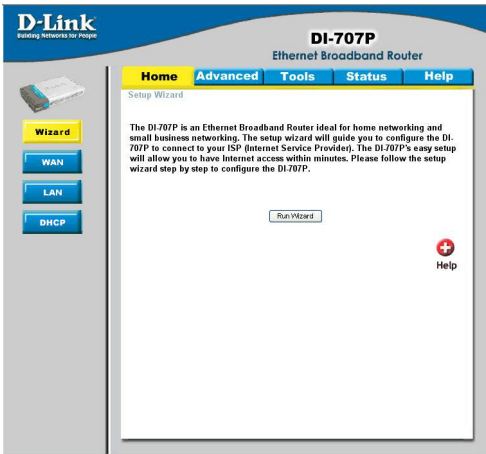 D-Link
Building Networks for People
DI-707P
Ethernet Broadband Router
Home Advanced Tools Status Help
Setup Wizard
Wizard
WAN
LAN
DHCP
The DI-707P is an Ethernet Broadband Router ideal for home networking and
small business networking. The setup wizard will guide you to configure the DI-
707P to connect to your ISP (Internet Service Provider). The DI-707P's easy setup
will allow you to have Internet access within minutes. Please follow the setup
wizard step by step to configure the DI-707P.
Run Wizard
Help